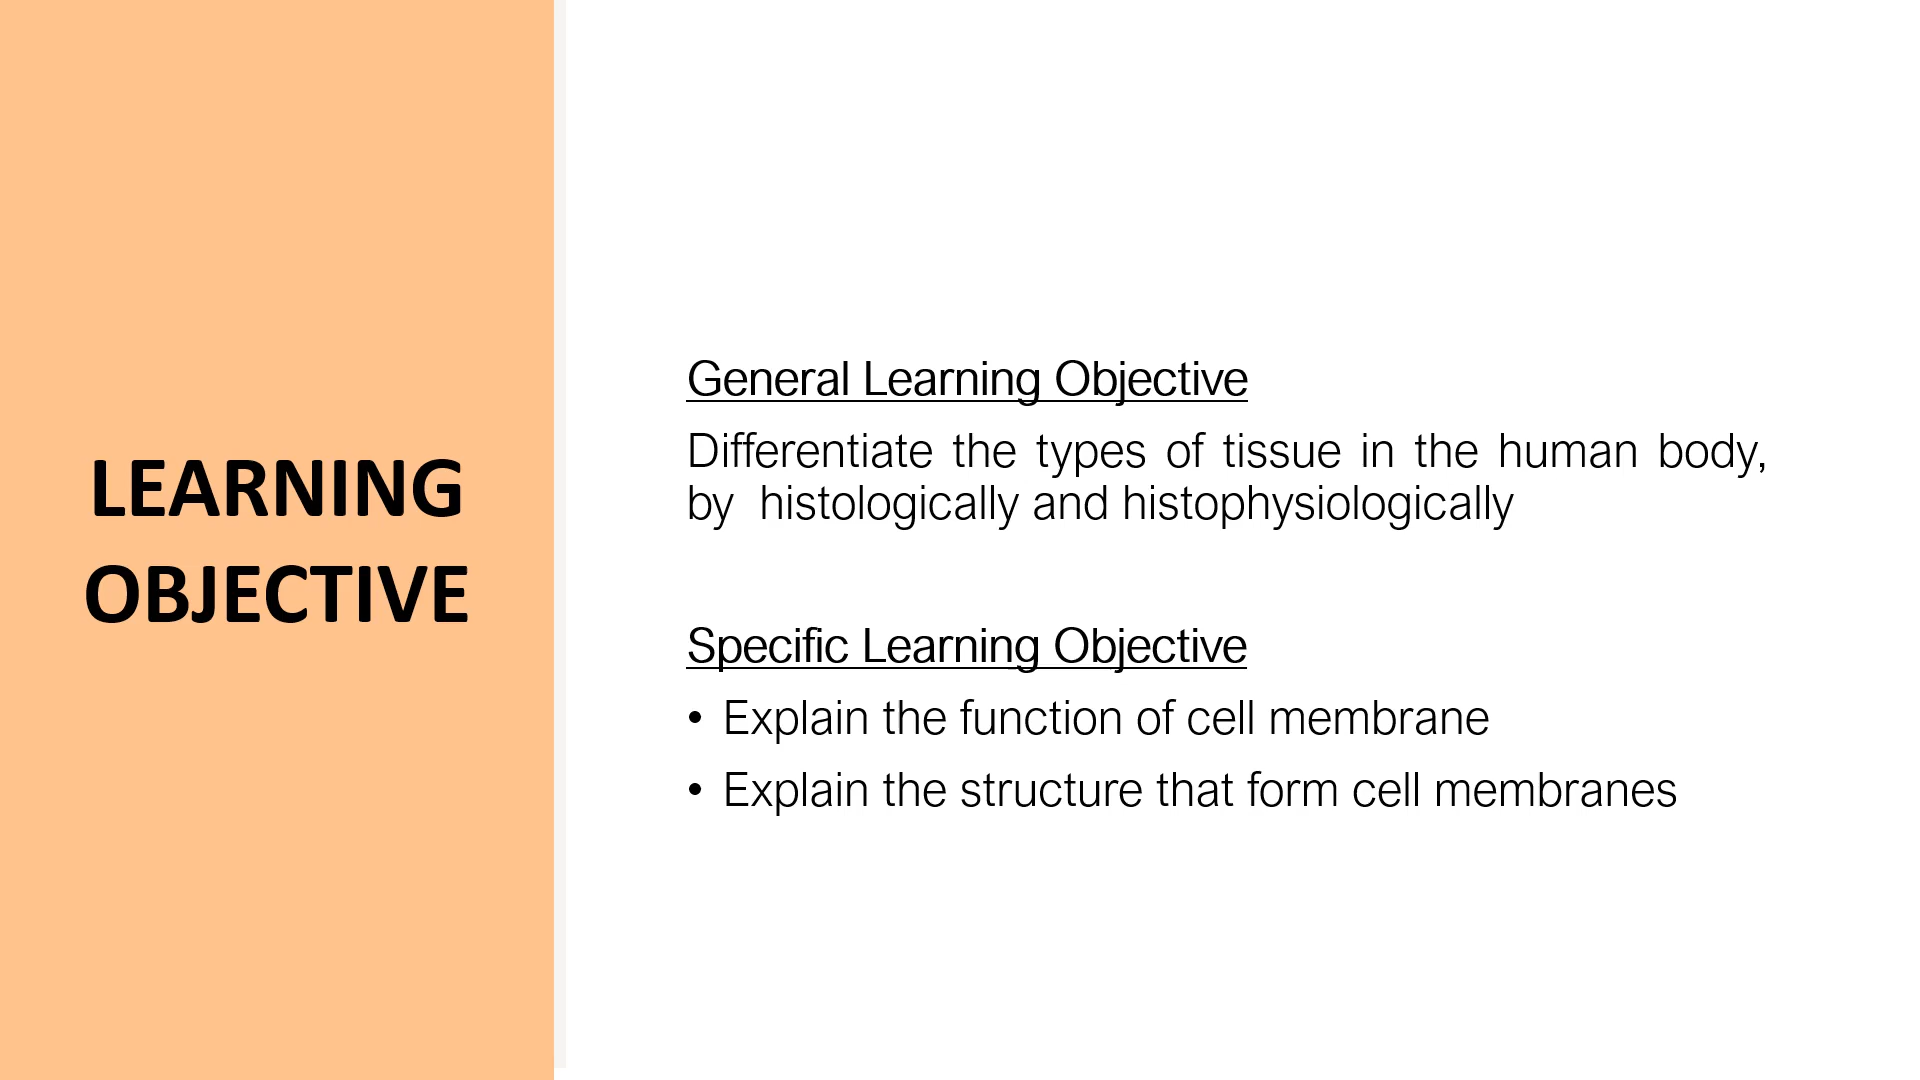 LEARNING
OBJECTIVE
General Learning Objective
Differentiate the types of tissue in the human body,
by  histologically and histophysiologically
Specific Learning Objective
• Explain the function of cell membrane
• Explain the structure that form cell membranes